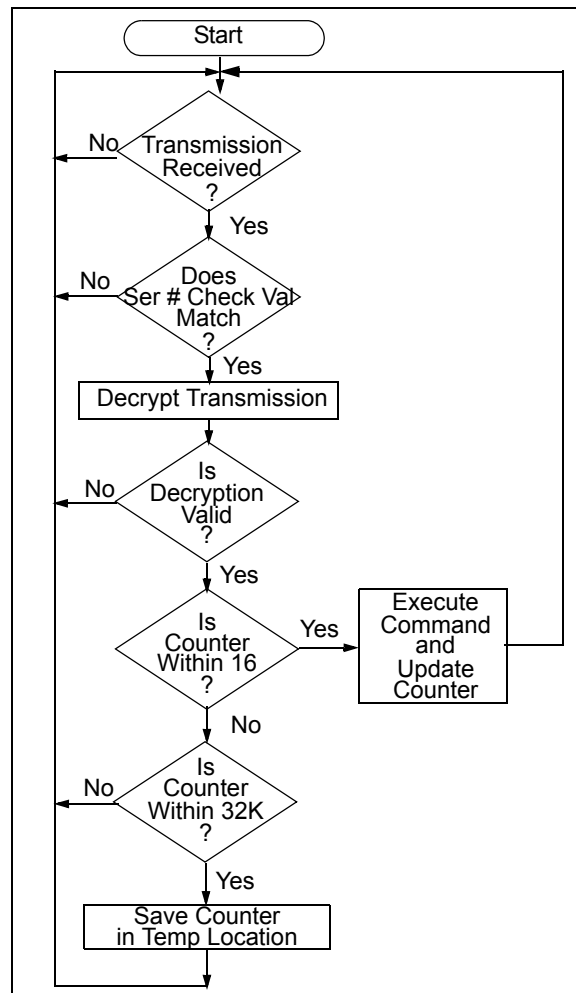 Start
No
Transmission
Received
?
Yes
No
Does
Ser # Check Val
Match
?
Yes
Decrypt Transmission
No
Is
Decryption
Valid
?
Yes
Is
Counter
Within 16
?
Yes
Execute
Command
and
Update
Counter
No
No
Is
Counter
Within 32K
?
Yes
Save Counter
in Temp Location